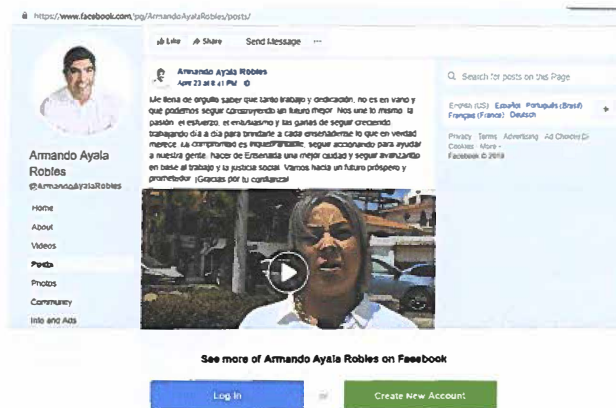 https://www.facebook.com/pg/ArmandoAyalaRobles/posts/
Like Share Send Message ...
Armando Ayala Robles
@ArmandoAyalaRobles
Home
About
Videos
Posts
Photos
Community
Info and Ads
Armando Ayala Robles
April 23 at 8:41 PM
Me llena de orgullo saber que tanto trabajo y dedicación, no es en vano y
que podemos seguir construyendo un futuro mejor. Nos une lo mismo: la
pasión, el esfuerzo, el entusiasmo y las ganas de seguir creciendo
trabajando día a día para brindarle a cada ensenadense lo que en verdad
merece. La compromiso es inquebrantable, seguir accionando para ayudar
a nuestra gente, hacer de Ensenada una mejor ciudad y seguir avanzando
en base al trabajo y la justicia social. Vamos hacia un futuro próspero y
prometedor. ¡Gracias por tu confianza!
Search for posts on this Page
English (US) Español Português (Brasil)
Français (France) Deutsch
Privacy Terms Advertising Ad Choices
Cookies More
Facebook © 2019
See more of Armando Ayala Robles on Facebook
Log In or Create New Account